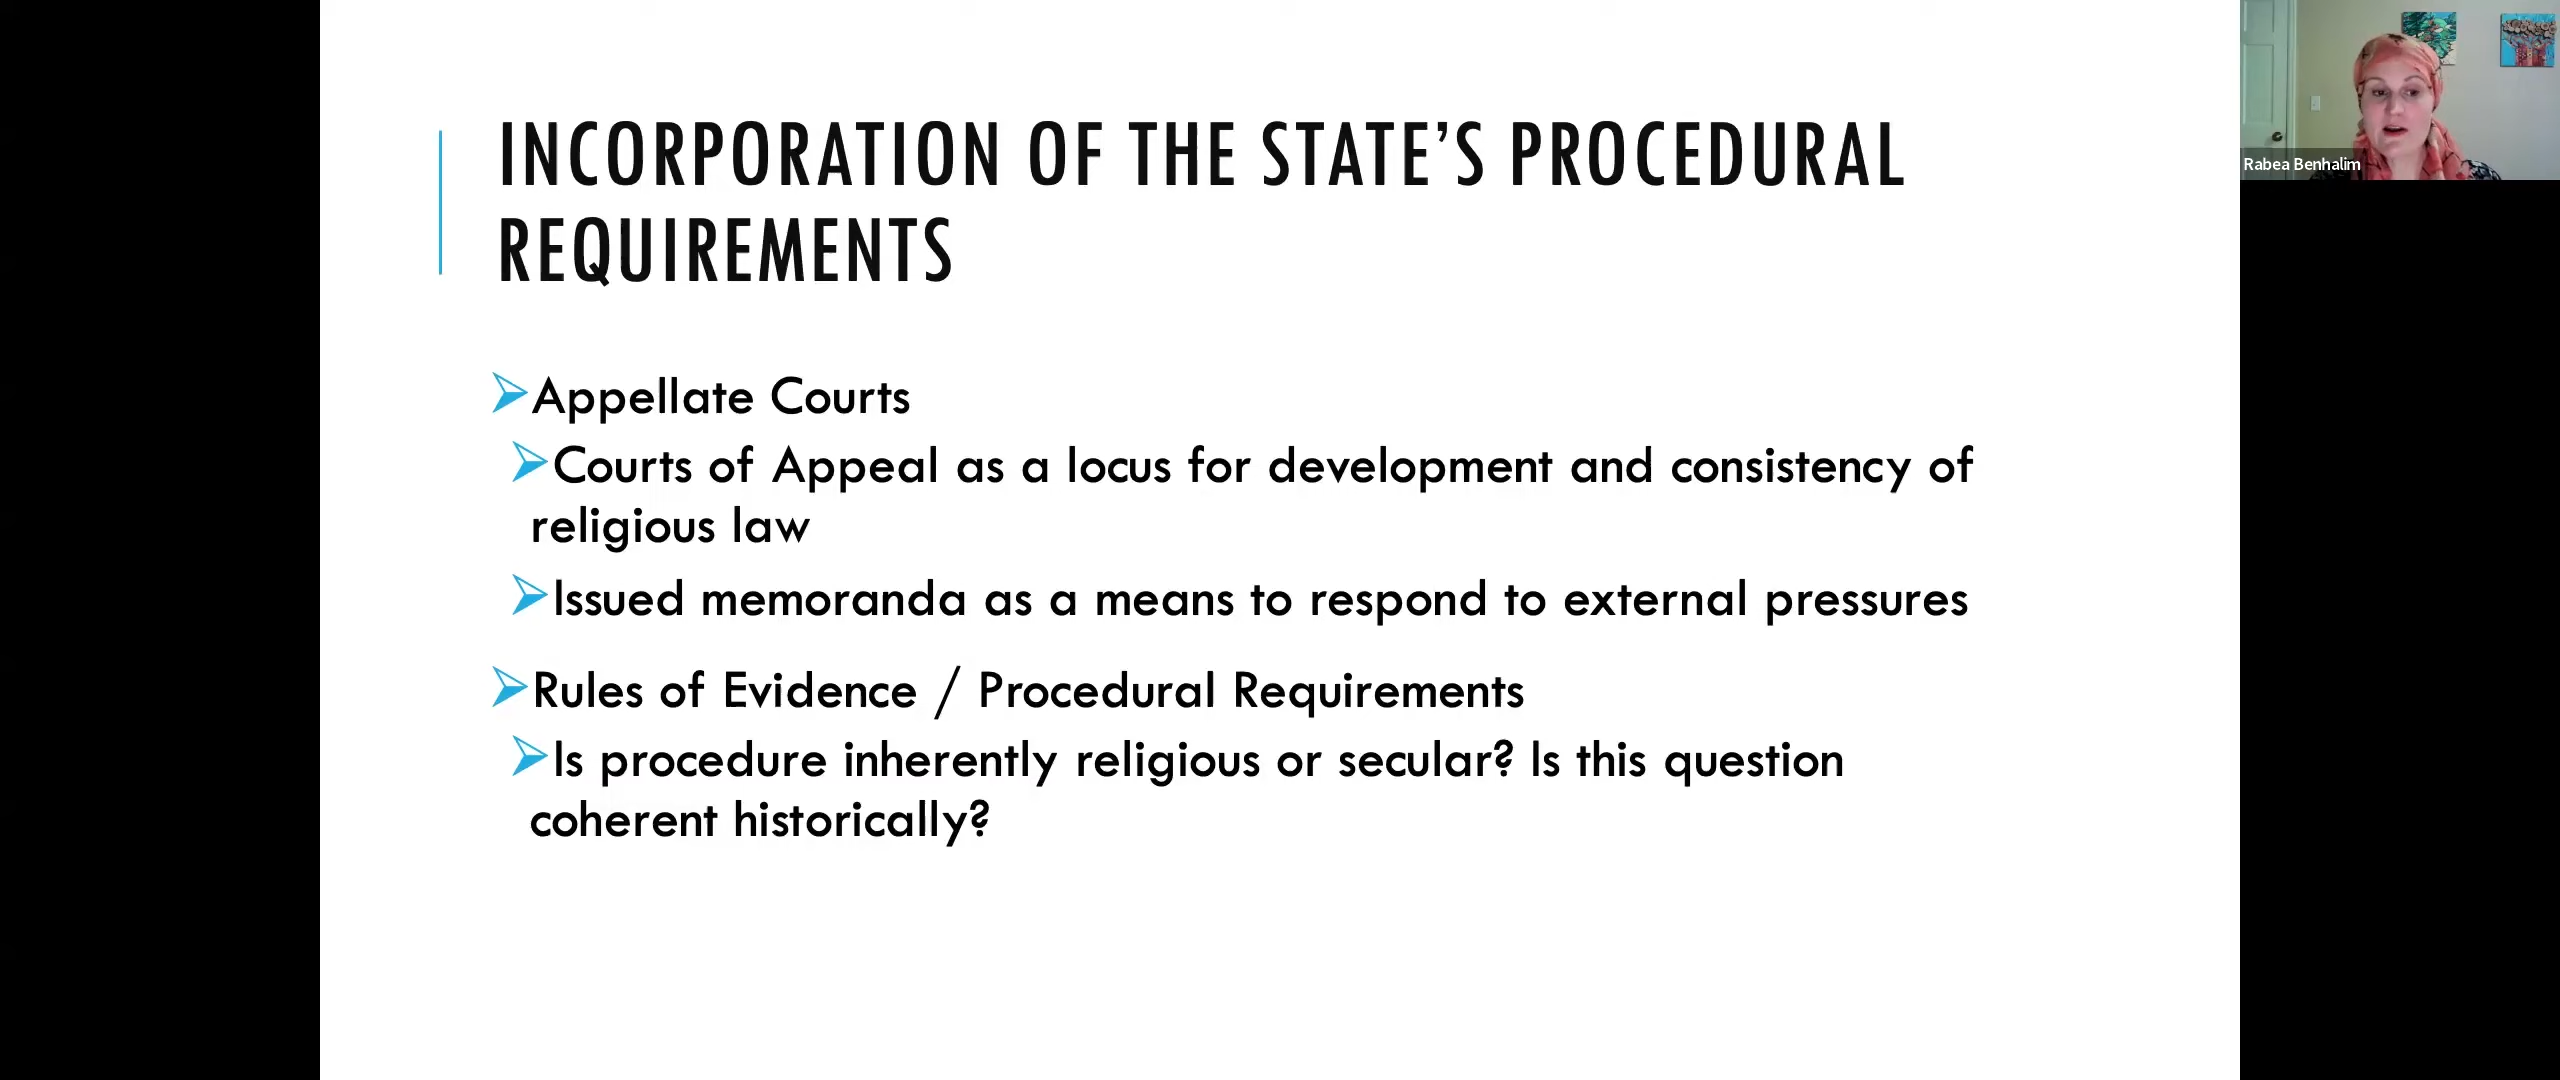 INCORPORATION OF THE STATE’S PROCEDURAL
REQUIREMENTS
Appellate Courts
Courts of Appeal as a locus for development and consistency of
religious law
Issued memoranda as a means to respond to external pressures
Rules of Evidence / Procedural Requirements
Is procedure inherently religious or secular? Is this question
coherent historically?
Rabea Benhalim